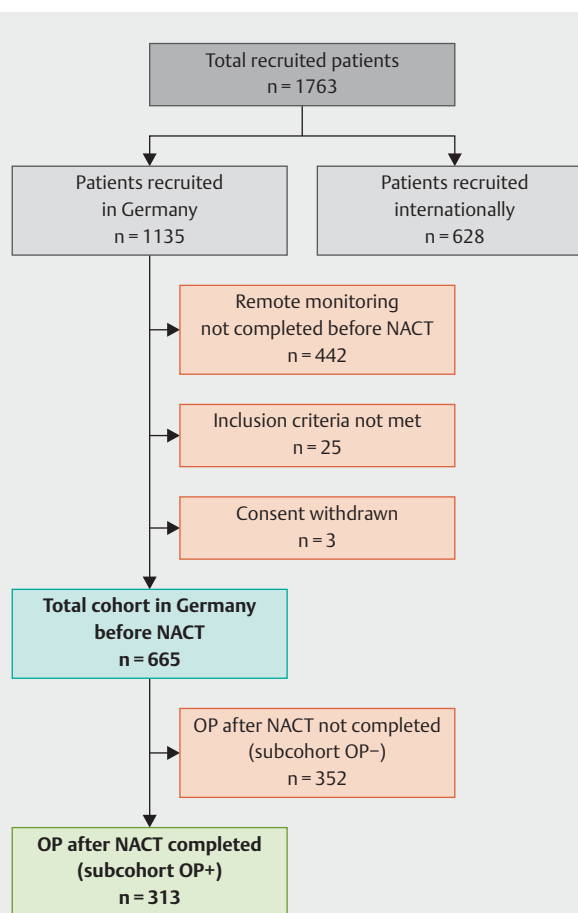 Total recruited patients
n = 1763
Patients recruited
in Germany
n = 1135
Patients recruited
internationally
n = 628
Remote monitoring
not completed before NACT
n = 442
Inclusion criteria not met
n = 25
Consent withdrawn
n = 3
Total cohort in Germany
before NACT
n = 665
OP after NACT not completed
(subcohort OP−)
n = 352
OP after NACT completed
(subcohort OP+)
n = 313